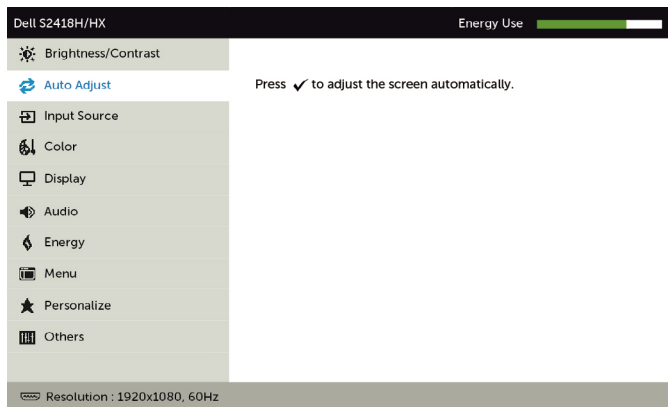 Dell S2418H/HX Energy Use
Brightness/Contrast
Auto Adjust
Press ✓ to adjust the screen automatically.
Input Source
Color
Display
Audio
Energy
Menu
Personalize
Others
Resolution : 1920x1080, 60Hz